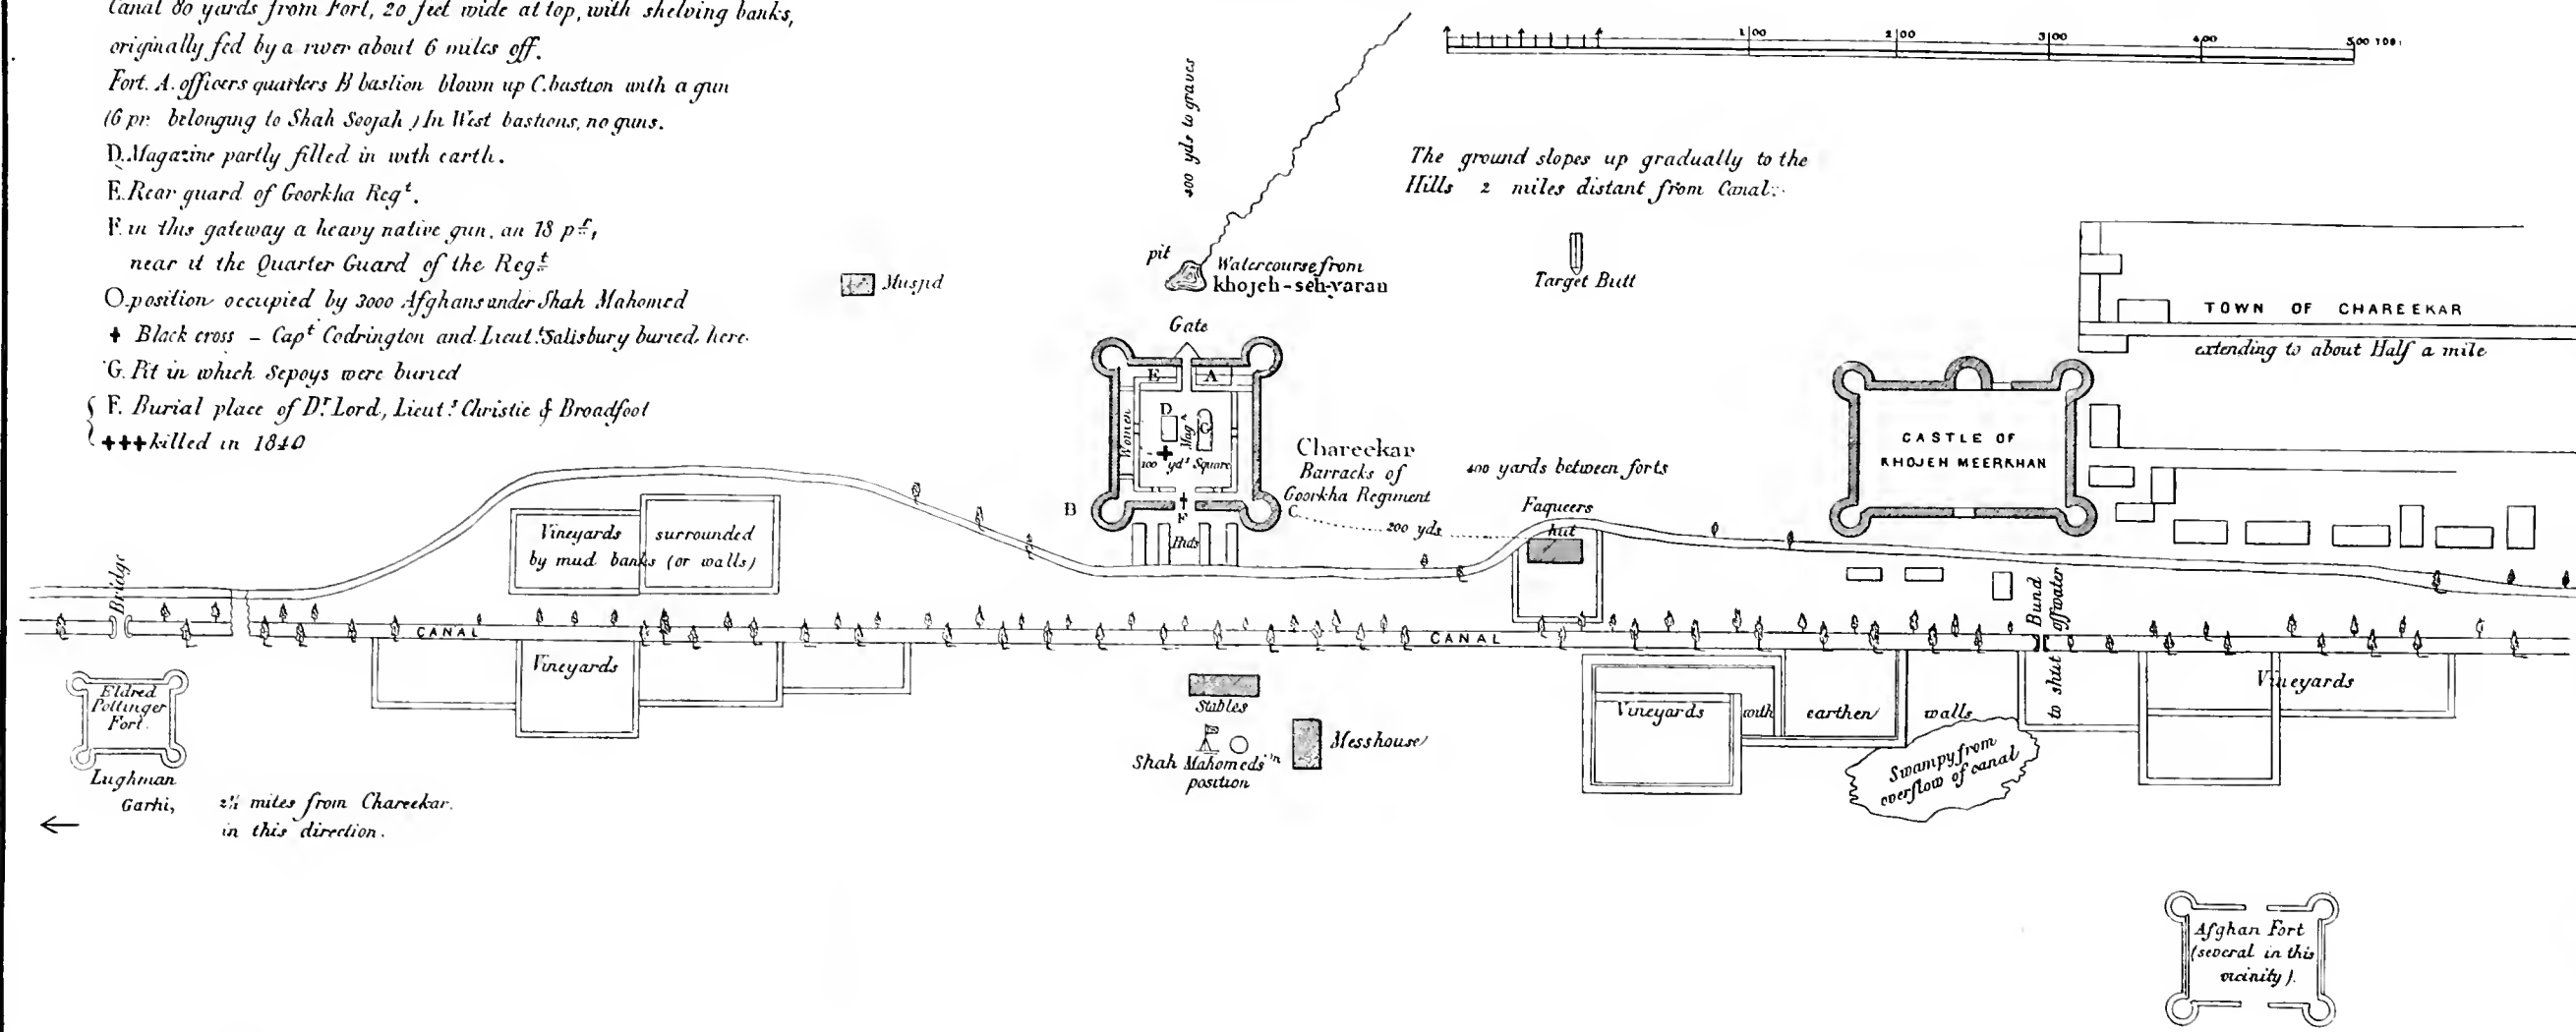 Canal 80 yards from Fort, 20 feet wide at top, with shelving banks,
originally fed by a river about 6 miles off.
Fort. A. officers quarters B bastion blown up C. bastion with a gun
(6 pr. belonging to Shah Soojah) In West bastions, no guns.
D. Magazine partly filled in with earth.
E. Rear guard of Goorkha Regt.
F. in this gateway a heavy native gun, an 18 pr,
near it the Quarter Guard of the Regt
O. position occupied by 3000 Afghans under Shah Mahomed
✝ Black cross – Capt Codrington and Lieut. Salisbury buried here.
G. Pit in which Sepoys were buried
F. Burial place of Dr. Lord, Lieuts Christie & Broadfoot
✝✝✝ killed in 1840
100 200 300 400 500
400 yds to graves
The ground slopes up gradually to the
Hills 2 miles distant from Canal.
pit
Watercourse from
khojeh-seh-yaran
Musjid
Target Butt
Gate
TOWN OF CHAREEKAR
extending to about Half a mile
E A
D
Magn
G
Women
100 yds Square
B
F
C
Huts
Chareekar
Barracks of
Goorkha Regiment
400 yards between forts
200 yds
Faqueers
hut
CASTLE OF
KHOJEH MEERKHAN
Vineyards surrounded
by mud banks (or walls)
Bridge
CANAL
CANAL
Bund
to shut off water
Vineyards
Eldred
Pottinger
Fort.
Lughman
Garhi,
2½ miles from Chareekar.
in this direction.
Stables
Messhouse
Shah Mahomeds
position
Vineyards with earthen walls
Swampy from
overflow of canal
Vineyards
Afghan Fort
(several in this
vicinity).